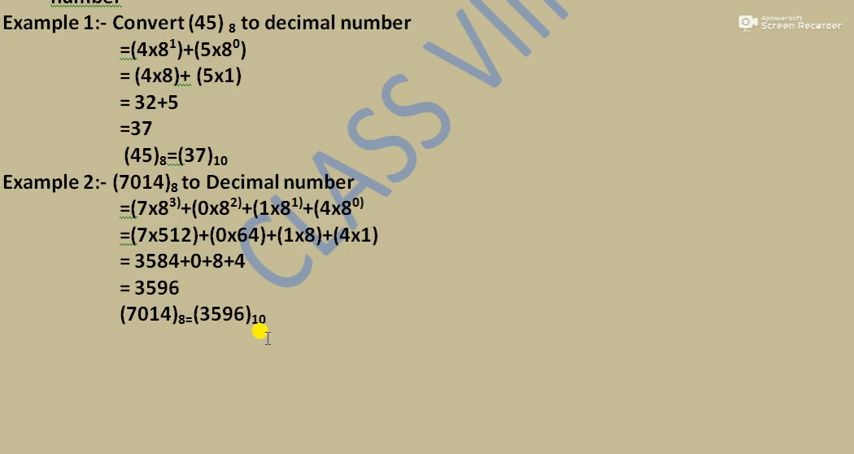 number
Example 1:- Convert (45) ₈ to decimal number
=(4x8¹)+(5x8⁰)
= (4x8)+ (5x1)
= 32+5
=37
(45)₈=(37)₁₀
Example 2:- (7014)₈ to Decimal number
=(7x8³⁾+(0x8²⁾+(1x8¹⁾+(4x8⁰⁾
=(7x512)+(0x64)+(1x8)+(4x1)
= 3584+0+8+4
= 3596
(7014)₈₌(3596)₁₀
CLASS VIII
Apowersoft
Screen Recorder